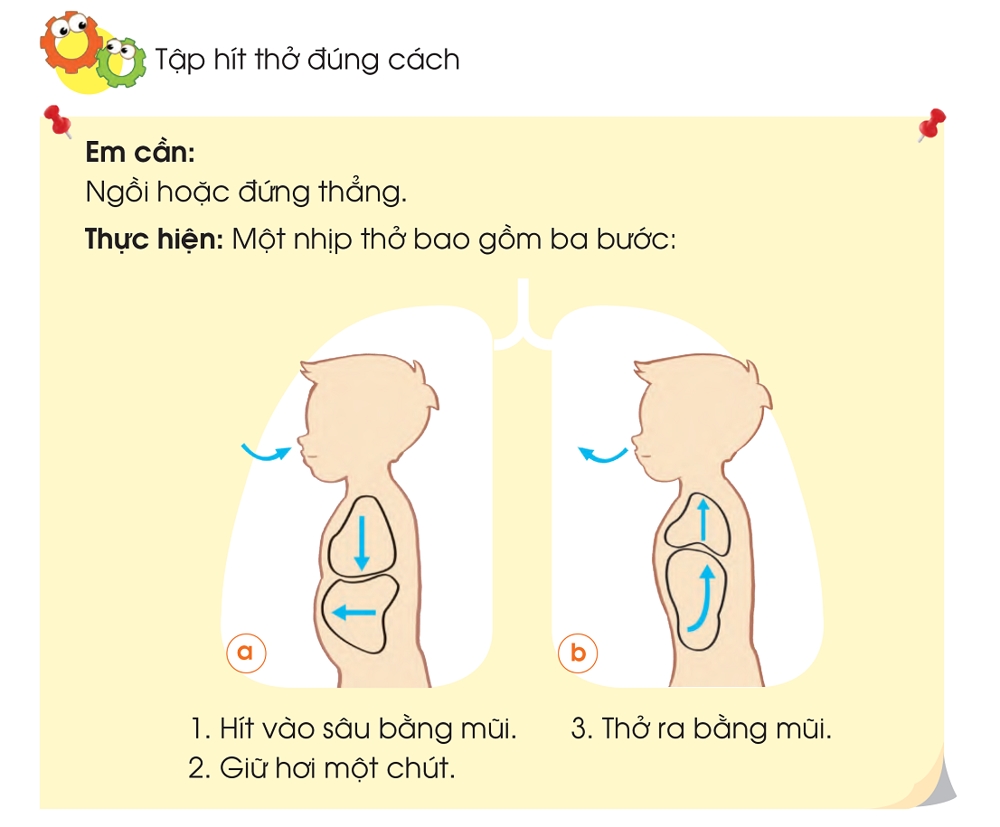 Tập hít thở đúng cách
Em cần:
Ngồi hoặc đứng thẳng.
Thực hiện: Một nhịp thở bao gồm ba bước:
a
b
1. Hít vào sâu bằng mũi.
2. Giữ hơi một chút.
3. Thở ra bằng mũi.